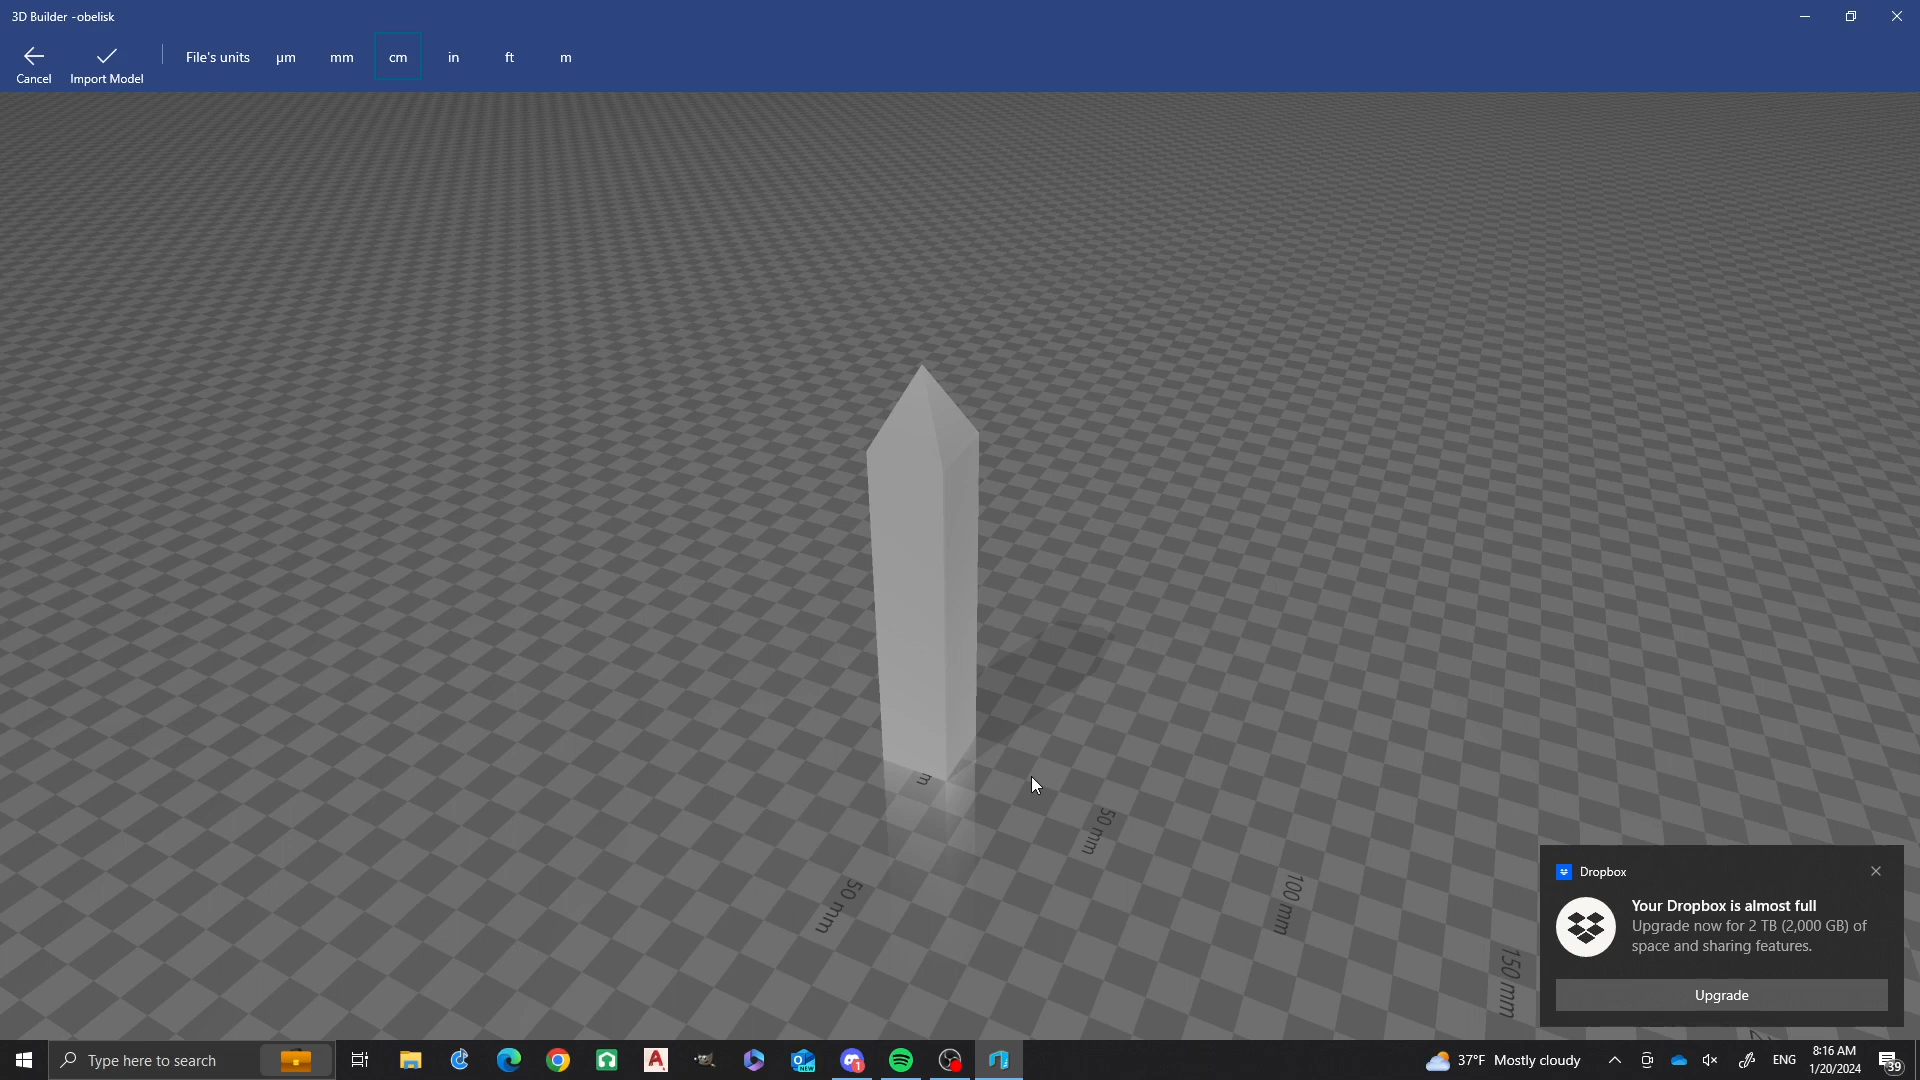 3D Builder - obelisk
Cancel
Import Model
File's units
µm
mm
cm
in
ft
m
m
50 mm
50 mm
100 mm
150 mm
Dropbox
Your Dropbox is almost full
Upgrade now for 2 TB (2,000 GB) of
space and sharing features.
Upgrade
Type here to search
A
NEW
1
37°F Mostly cloudy
ENG
8:16 AM
1/20/2024
39